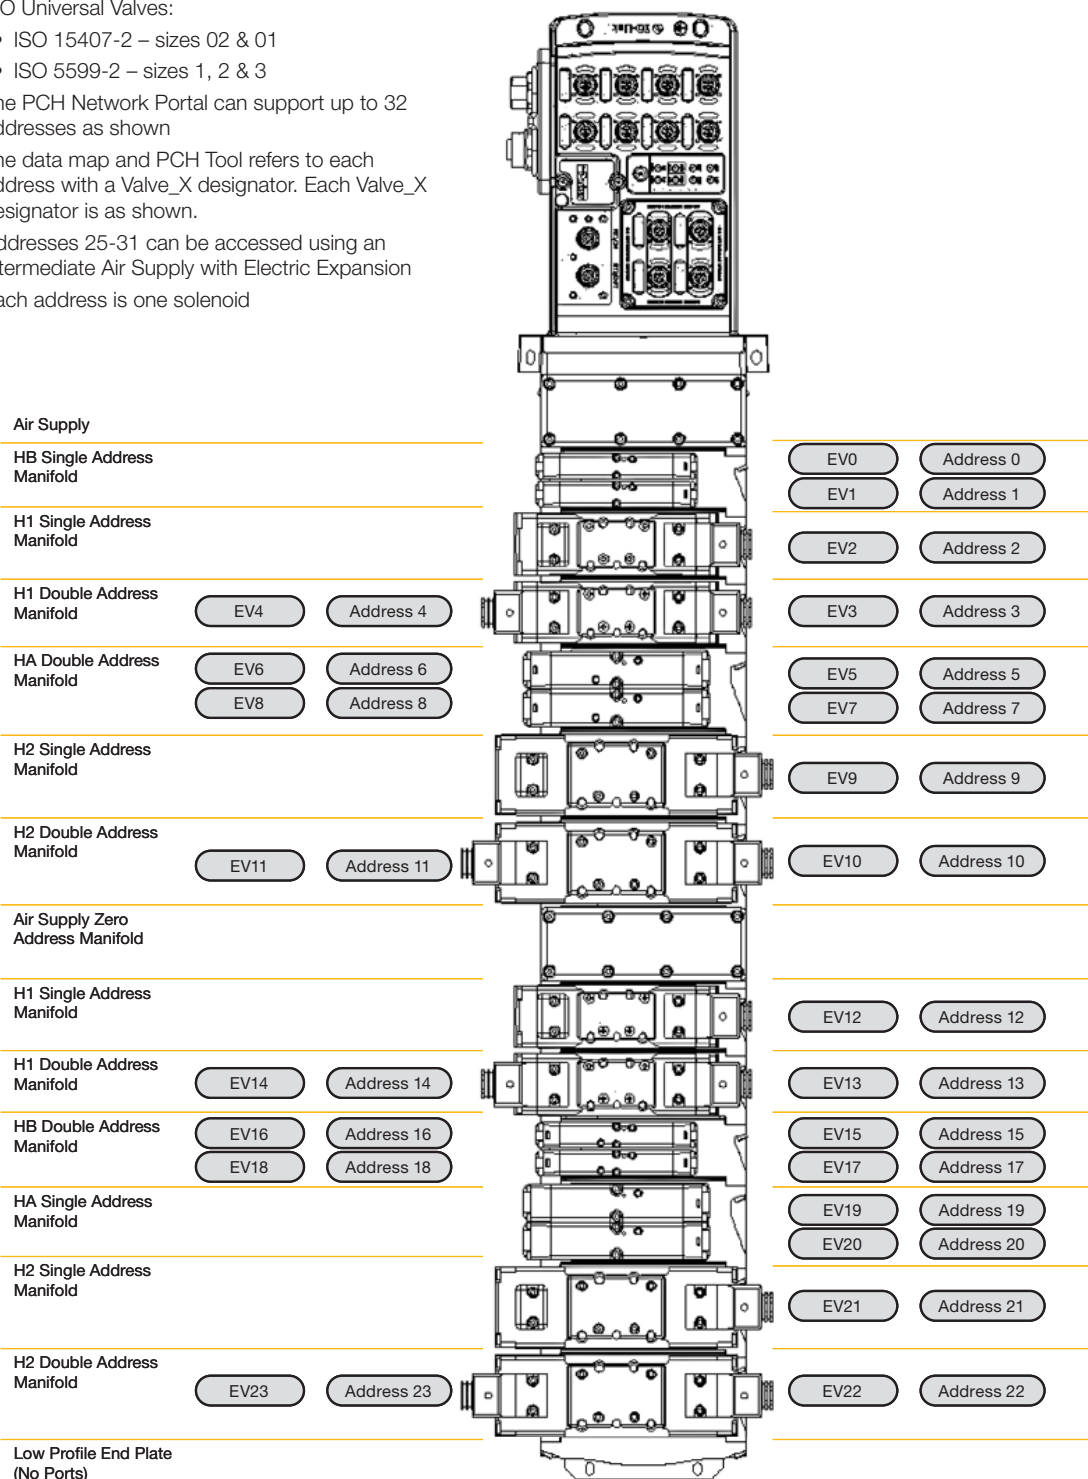 O Universal Valves:
• ISO 15407-2 – sizes 02 & 01
• ISO 5599-2 – sizes 1, 2 & 3
he PCH Network Portal can support up to 32
ddresses as shown
he data map and PCH Tool refers to each
ddress with a Valve_X designator. Each Valve_X
esignator is as shown.
ddresses 25-31 can be accessed using an
ntermediate Air Supply with Electric Expansion
ach address is one solenoid
IO-Link
Air Supply
HB Single Address
Manifold
EV0 Address 0
EV1 Address 1
H1 Single Address
Manifold
EV2 Address 2
H1 Double Address
Manifold
EV4 Address 4
EV3 Address 3
HA Double Address
Manifold
EV6 Address 6
EV8 Address 8
EV5 Address 5
EV7 Address 7
H2 Single Address
Manifold
EV9 Address 9
H2 Double Address
Manifold
EV11 Address 11
EV10 Address 10
Air Supply Zero
Address Manifold
H1 Single Address
Manifold
EV12 Address 12
H1 Double Address
Manifold
EV14 Address 14
EV13 Address 13
HB Double Address
Manifold
EV16 Address 16
EV18 Address 18
EV15 Address 15
EV17 Address 17
HA Single Address
Manifold
EV19 Address 19
EV20 Address 20
H2 Single Address
Manifold
EV21 Address 21
H2 Double Address
Manifold
EV23 Address 23
EV22 Address 22
Low Profile End Plate
(No Ports)